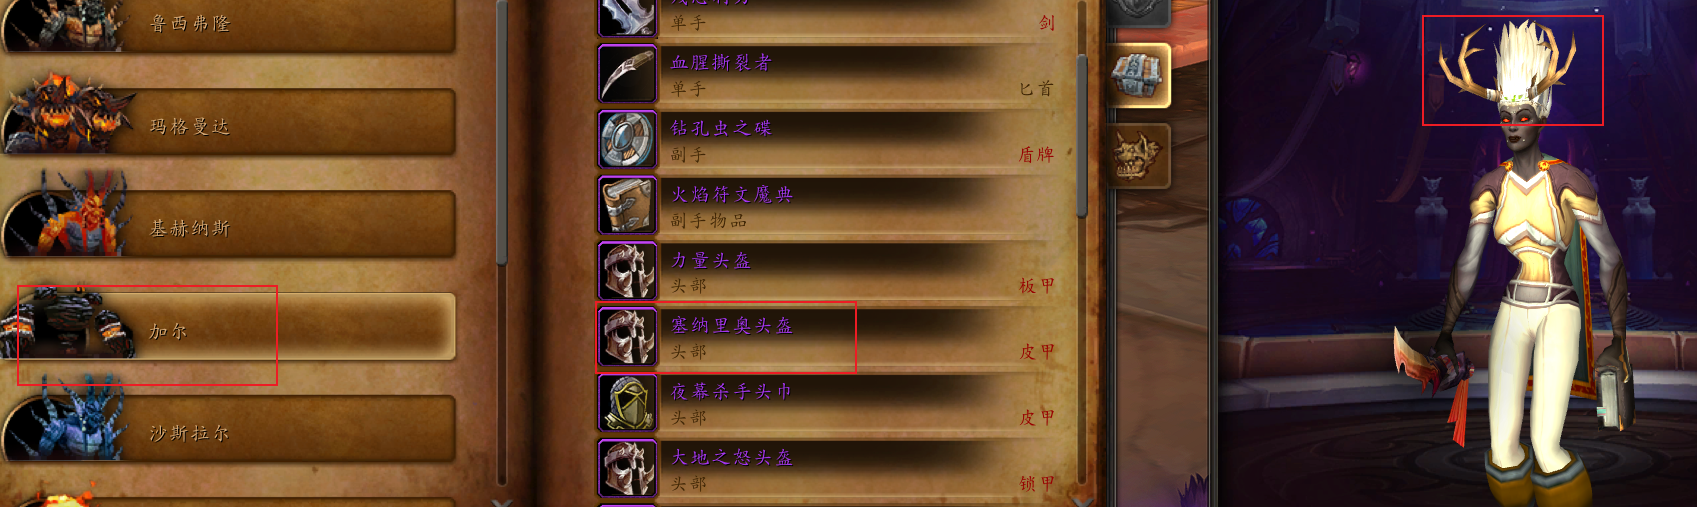 鲁西弗隆
玛格曼达
基赫纳斯
加尔
沙斯拉尔
单手
剑
血腥撕裂者
单手
匕首
钻孔虫之碟
副手
盾牌
火焰符文魔典
副手物品
力量头盔
头部
板甲
塞纳里奥头盔
头部
皮甲
夜幕杀手头巾
头部
皮甲
大地之怒头盔
头部
锁甲